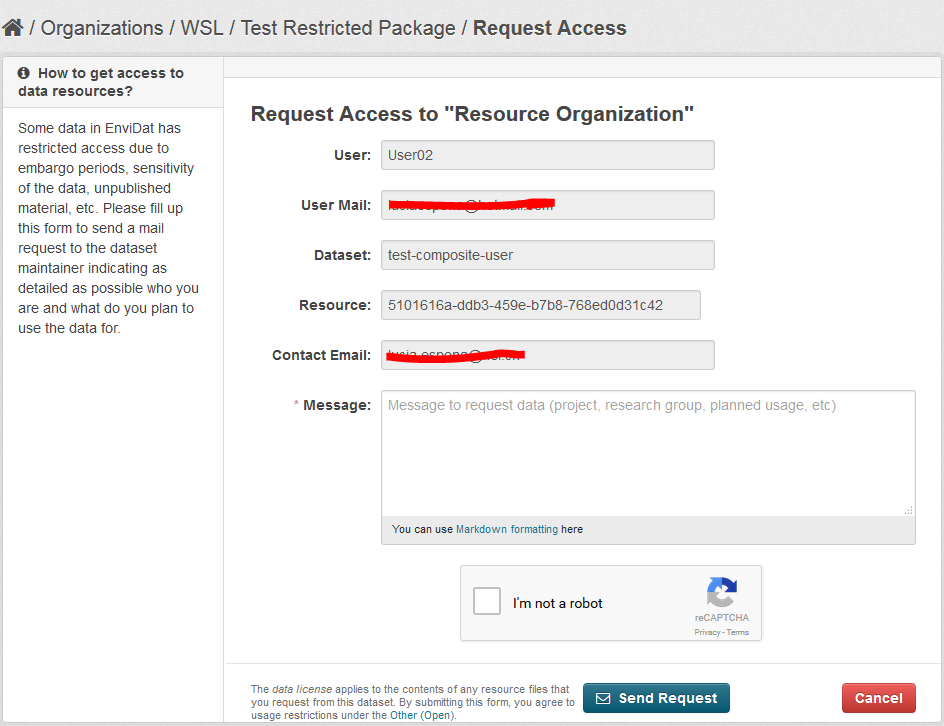 / Organizations / WSL / Test Restricted Package / Request Access
How to get access to
data resources?
Some data in EnviDat has
restricted access due to
embargo periods, sensitivity
of the data, unpublished
material, etc. Please fill up
this form to send a mail
request to the dataset
maintainer indicating as
detailed as possible who you
are and what do you plan to
use the data for.
Request Access to "Resource Organization"
User: User02
User Mail:
Dataset: test-composite-user
Resource: 5101616a-ddb3-459e-b7b8-768ed0d31c42
Contact Email:
* Message: Message to request data (project, research group, planned usage, etc)
You can use Markdown formatting here
I'm not a robot
reCAPTCHA
Privacy - Terms
The data license applies to the contents of any resource files that
you request from this dataset. By submitting this form, you agree to
usage restrictions under the Other (Open).
Send Request
Cancel